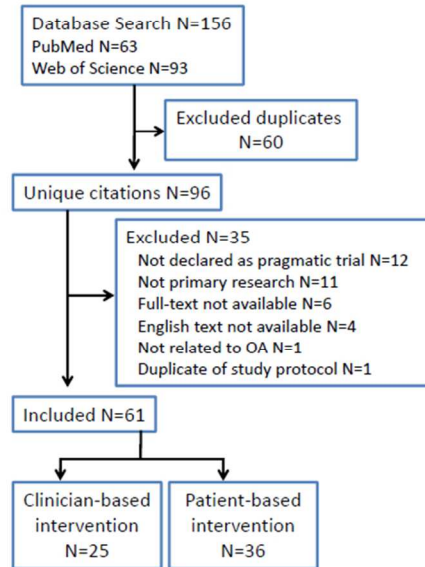 Database Search N=156
PubMed N=63
Web of Science N=93
Excluded duplicates
N=60
Unique citations N=96
Excluded N=35
Not declared as pragmatic trial N=12
Not primary research N=11
Full-text not available N=6
English text not available N=4
Not related to OA N=1
Duplicate of study protocol N=1
Included N=61
Clinician-based
intervention
N=25
Patient-based
intervention
N=36